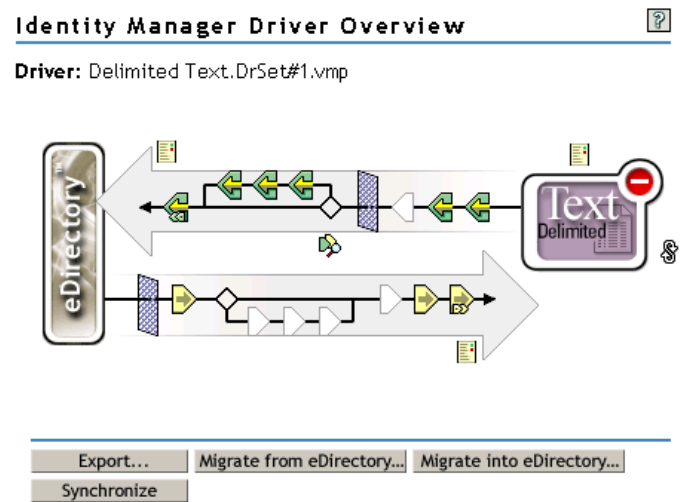 Identity Manager Driver Overview
?
Driver: Delimited Text.DrSet#1.vmp
eDirectory™
Text
Delimited
Export...
Migrate from eDirectory...
Migrate into eDirectory...
Synchronize